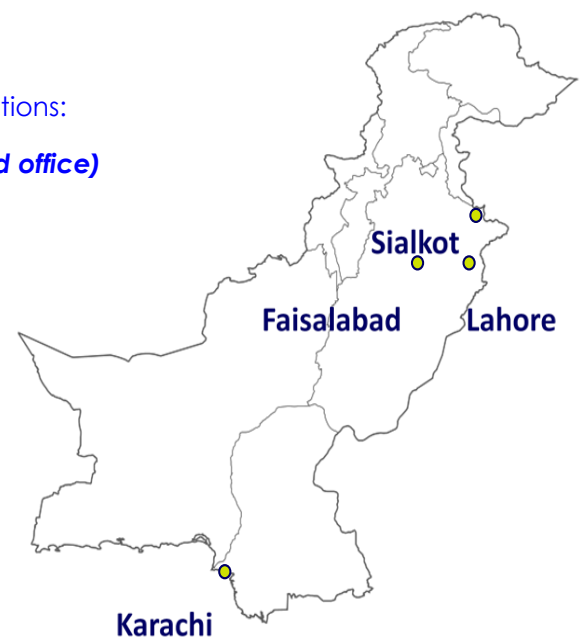 tions:
d office)
Sialkot
Faisalabad
Lahore
Karachi